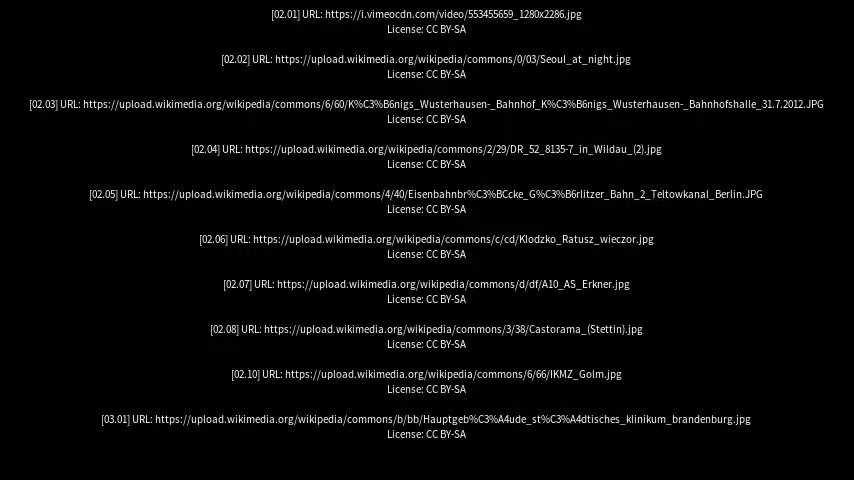 [02.01] URL: https://i.vimeocdn.com/video/553455659_1280x2286.jpg
License: CC BY-SA
[02.02] URL: https://upload.wikimedia.org/wikipedia/commons/0/03/Seoul_at_night.jpg
License: CC BY-SA
[02.03] URL: https://upload.wikimedia.org/wikipedia/commons/6/60/K%C3%B6nigs_Wusterhausen-_Bahnhof_K%C3%B6nigs_Wusterhausen-_Bahnhofshalle_31.7.2012.JPG
License: CC BY-SA
[02.04] URL: https://upload.wikimedia.org/wikipedia/commons/2/29/DR_52_8135-7_in_Wildau_(2).jpg
License: CC BY-SA
[02.05] URL: https://upload.wikimedia.org/wikipedia/commons/4/40/Eisenbahnbr%C3%BCcke_G%C3%B6rlitzer_Bahn_2_Teltowkanal_Berlin.JPG
License: CC BY-SA
[02.06] URL: https://upload.wikimedia.org/wikipedia/commons/c/cd/Klodzko_Ratusz_wieczor.jpg
License: CC BY-SA
[02.07] URL: https://upload.wikimedia.org/wikipedia/commons/d/df/A10_AS_Erkner.jpg
License: CC BY-SA
[02.08] URL: https://upload.wikimedia.org/wikipedia/commons/3/38/Castorama_(Stettin).jpg
License: CC BY-SA
[02.10] URL: https://upload.wikimedia.org/wikipedia/commons/6/66/IKMZ_Golm.jpg
License: CC BY-SA
[03.01] URL: https://upload.wikimedia.org/wikipedia/commons/b/bb/Hauptgeb%C3%A4ude_st%C3%A4dtisches_klinikum_brandenburg.jpg
License: CC BY-SA